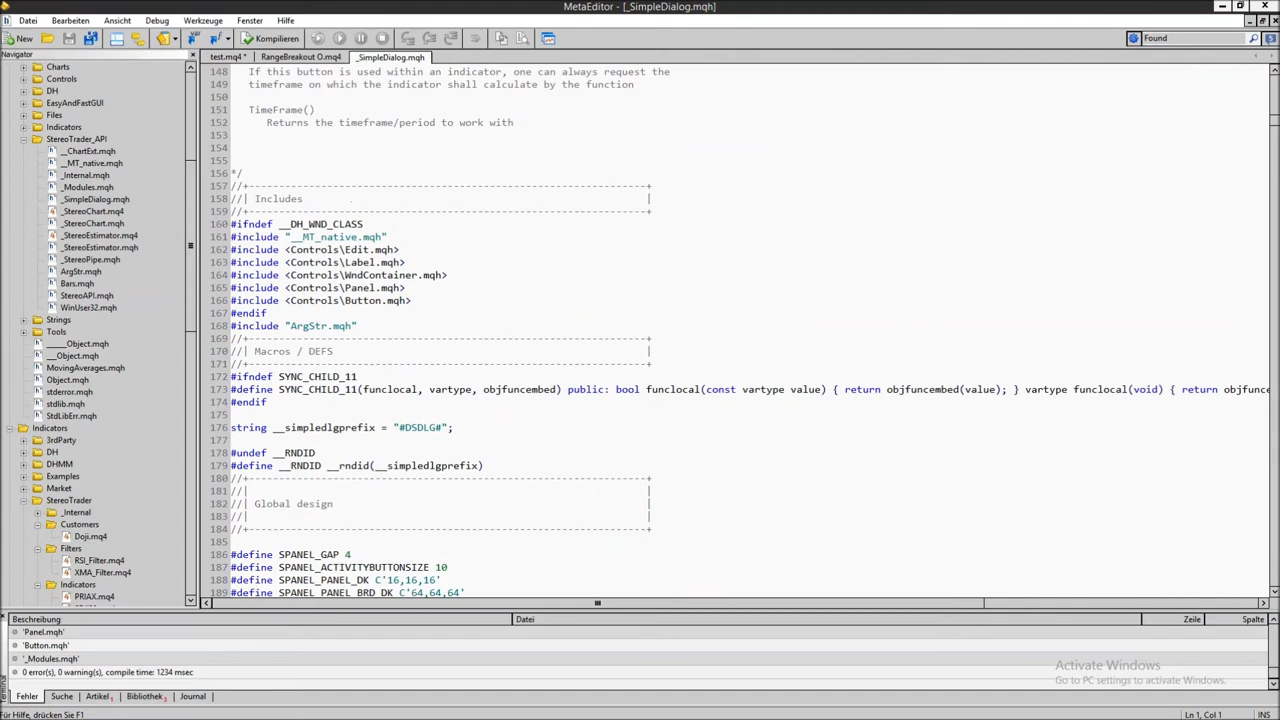 MetaEditor - [_SimpleDialog.mqh]
Datei Bearbeiten Ansicht Debug Werkzeuge Fenster Hilfe
New Kompilieren Found
Navigator
test.mq4 * RangeBreakout O.mq4 _SimpleDialog.mqh
Charts
Controls
DH
EasyAndFastGUI
Files
Indicators
StereoTrader_API
__ChartExt.mqh
__MT_native.mqh
_Internal.mqh
_Modules.mqh
_SimpleDialog.mqh
_StereoChart.mq4
_StereoChart.mqh
_StereoEstimator.mq4
_StereoEstimator.mqh
_StereoPipe.mqh
ArgStr.mqh
Bars.mqh
StereoAPI.mqh
WinUser32.mqh
Strings
Tools
_____Object.mqh
___Object.mqh
MovingAverages.mqh
Object.mqh
stderror.mqh
stdlib.mqh
StdLibErr.mqh
Indicators
3rdParty
DH
DHMM
Examples
Market
StereoTrader
_Internal
Customers
Doji.mq4
Filters
RSI_Filter.mq4
XMA_Filter.mq4
Indicators
PRIAX.mq4
148 If this button is used within an indicator, one can always request the
149 timeframe on which the indicator shall calculate by the function
150
151 TimeFrame()
152 Returns the timeframe/period to work with
153
154
155
156 */
157 //+------------------------------------------------------------------+
158 //| Includes |
159 //+------------------------------------------------------------------+
160 #ifndef __DH_WND_CLASS
161 #include "__MT_native.mqh"
162 #include <Controls\Edit.mqh>
163 #include <Controls\Label.mqh>
164 #include <Controls\WndContainer.mqh>
165 #include <Controls\Panel.mqh>
166 #include <Controls\Button.mqh>
167 #endif
168 #include "ArgStr.mqh"
169 //+------------------------------------------------------------------+
170 //| Macros / DEFS |
171 //+------------------------------------------------------------------+
172 #ifndef SYNC_CHILD_11
173 #define SYNC_CHILD_11(funclocal, vartype, objfuncembed) public: bool funclocal(const vartype value) { return objfuncembed(value); } vartype funclocal(void) { return objfunce
174 #endif
175
176 string __simpledlgprefix = "#DSDLG#";
177
178 #undef __RNDID
179 #define __RNDID __rndid(__simpledlgprefix)
180 //+------------------------------------------------------------------+
181 //| |
182 //| Global design |
183 //| |
184 //+------------------------------------------------------------------+
185
186 #define SPANEL_GAP 4
187 #define SPANEL_ACTIVITYBUTTONSIZE 10
188 #define SPANEL_PANEL_DK C'16,16,16'
189 #define SPANEL_PANEL_BRD_DK C'64,64,64'
Beschreibung Datei Zeile Spalte
'Panel.mqh'
'Button.mqh'
'_Modules.mqh'
0 error(s), 0 warning(s), compile time: 1234 msec
Activate Windows
Go to PC settings to activate Windows.
Terminal
Fehler Suche Artikel Bibliothek Journal
Für Hilfe, drücken Sie F1 Ln 1, Col 1 INS